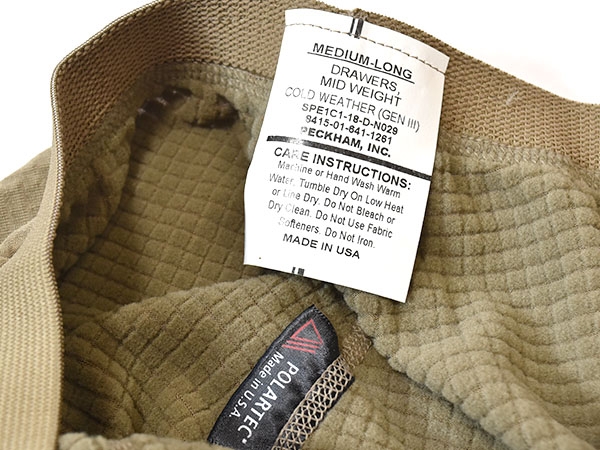 MEDIUM-LONG
DRAWERS,
MID WEIGHT
COLD WEATHER (GEN III)
SPE1C1-18-D-N029
8415-01-641-1261
PECKHAM, INC.
CARE INSTRUCTIONS:
Machine or Hand Wash Warm
Water. Tumble Dry On Low Heat
or Line Dry. Do Not Bleach or
Dry Clean. Do Not Use Fabric
Softeners. Do Not Iron.
MADE IN USA
POLARTEC®
Made in U.S.A.